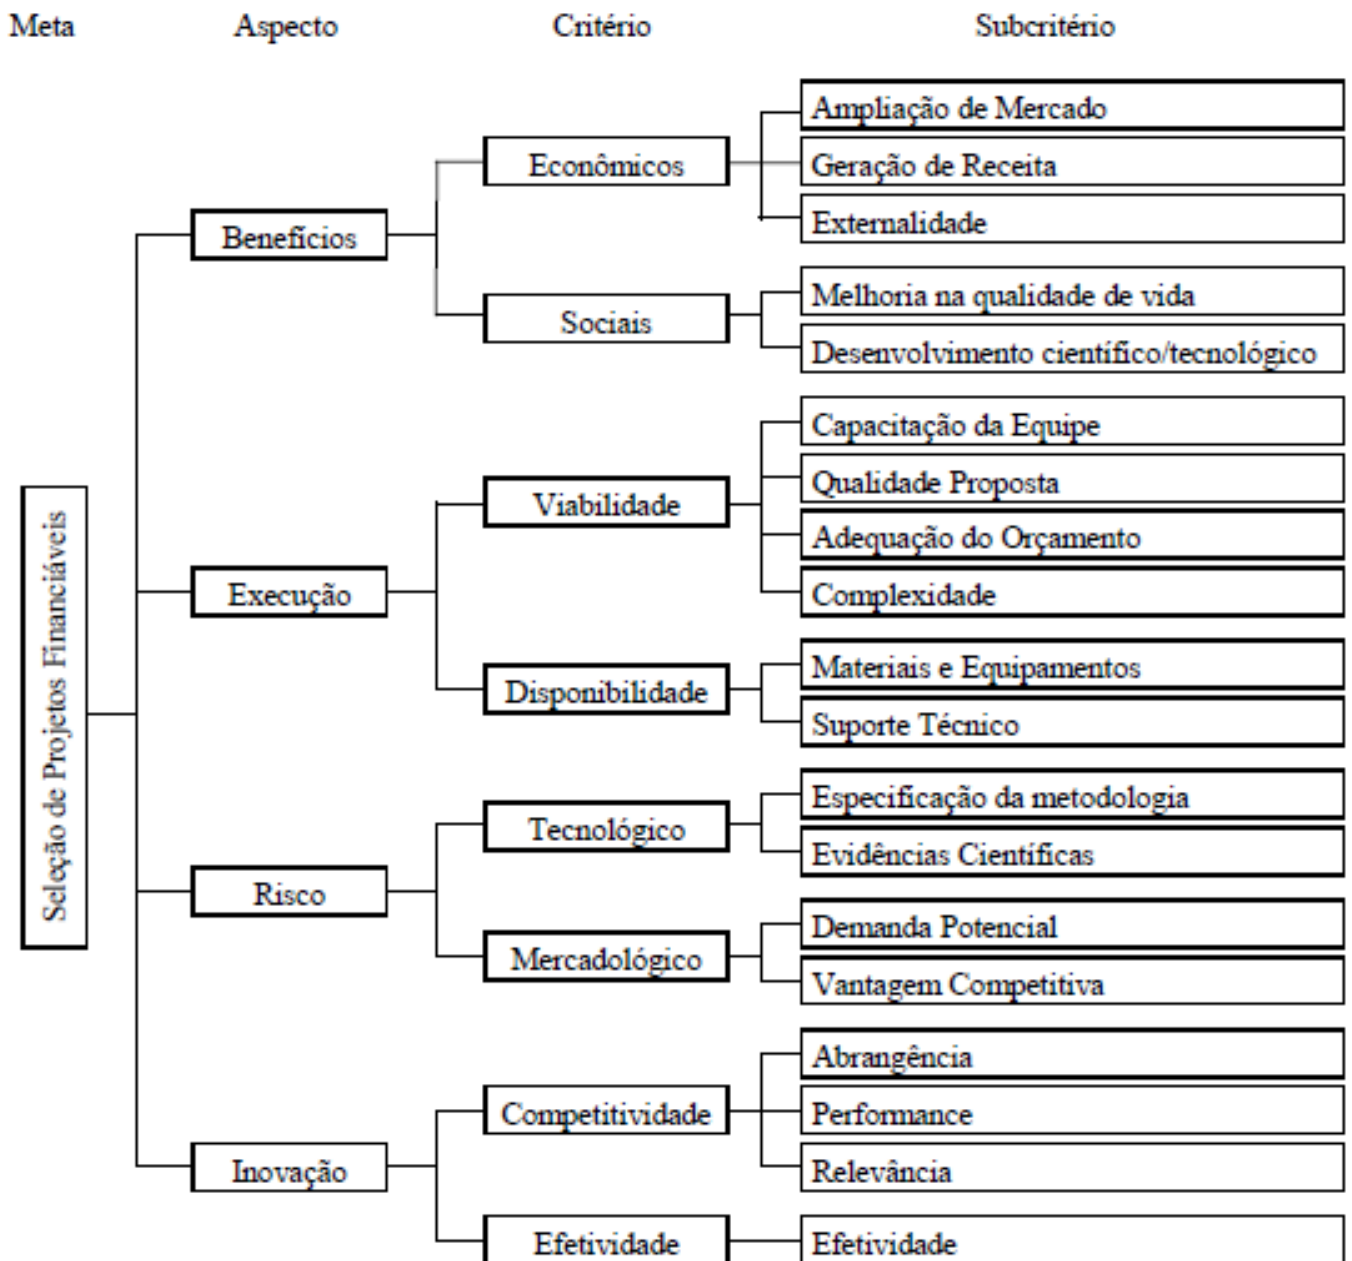 Meta Aspecto Critério Subcritério
Seleção de Projetos Financiáveis
Benefícios
Econômicos
Ampliação de Mercado
Geração de Receita
Externalidade
Sociais
Melhoria na qualidade de vida
Desenvolvimento científico/tecnológico
Execução
Viabilidade
Capacitação da Equipe
Qualidade Proposta
Adequação do Orçamento
Complexidade
Disponibilidade
Materiais e Equipamentos
Suporte Técnico
Risco
Tecnológico
Especificação da metodologia
Evidências Científicas
Mercadológico
Demanda Potencial
Vantagem Competitiva
Inovação
Competitividade
Abrangência
Performance
Relevância
Efetividade
Efetividade